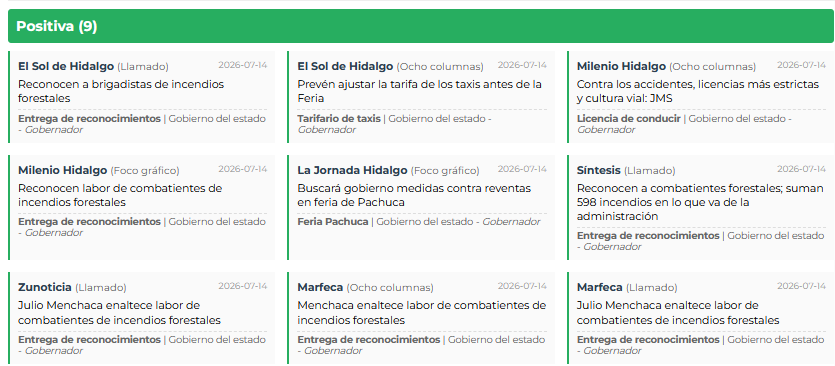 Positiva (9)
El Sol de Hidalgo (Llamado) 2026-07-14
Reconocen a brigadistas de incendios
forestales
Entrega de reconocimientos | Gobierno del estado
- Gobernador
El Sol de Hidalgo (Ocho columnas) 2026-07-14
Prevén ajustar la tarifa de los taxis antes de la
Feria
Tarifario de taxis | Gobierno del estado -
Gobernador
Milenio Hidalgo (Ocho columnas) 2026-07-14
Contra los accidentes, licencias más estrictas
y cultura vial: JMS
Licencia de conducir | Gobierno del estado -
Gobernador
Milenio Hidalgo (Foco gráfico) 2026-07-14
Reconocen labor de combatientes de
incendios forestales
Entrega de reconocimientos | Gobierno del estado
- Gobernador
La Jornada Hidalgo (Foco gráfico) 2026-07-14
Buscará gobierno medidas contra reventas
en feria de Pachuca
Feria Pachuca | Gobierno del estado - Gobernador
Síntesis (Llamado) 2026-07-14
Reconocen a combatientes forestales; suman
598 incendios en lo que va de la
administración
Entrega de reconocimientos | Gobierno del estado
- Gobernador
Zunoticia (Llamado) 2026-07-14
Julio Menchaca enaltece labor de
combatientes de incendios forestales
Entrega de reconocimientos | Gobierno del estado
- Gobernador
Marfeca (Ocho columnas) 2026-07-14
Menchaca enaltece labor de combatientes de
incendios forestales
Entrega de reconocimientos | Gobierno del estado
- Gobernador
Marfeca (Llamado) 2026-07-14
Julio Menchaca enaltece labor de
combatientes de incendios forestales
Entrega de reconocimientos | Gobierno del estado
- Gobernador